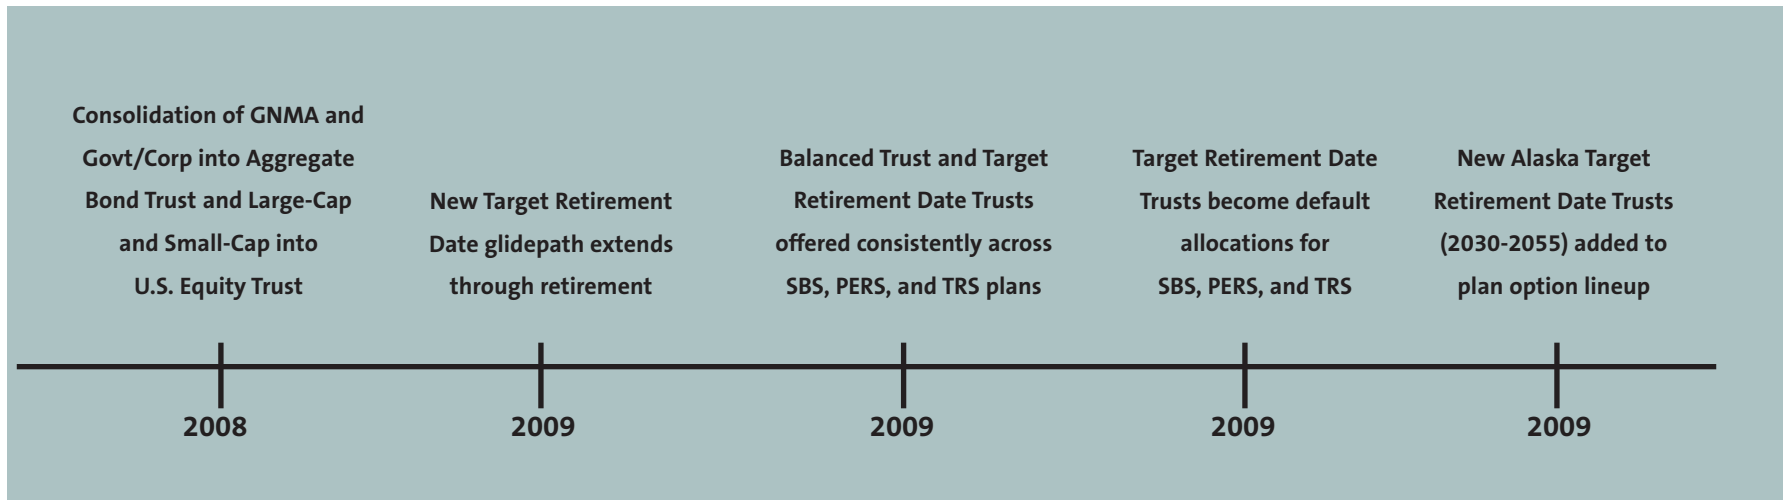 Consolidation of GNMA and
Govt/Corp into Aggregate
Bond Trust and Large-Cap
and Small-Cap into
U.S. Equity Trust
2008
New Target Retirement
Date glidepath extends
through retirement
2009
Balanced Trust and Target
Retirement Date Trusts
offered consistently across
SBS, PERS, and TRS plans
2009
Target Retirement Date
Trusts become default
allocations for
SBS, PERS, and TRS
2009
New Alaska Target
Retirement Date Trusts
(2030-2055) added to
plan option lineup
2009